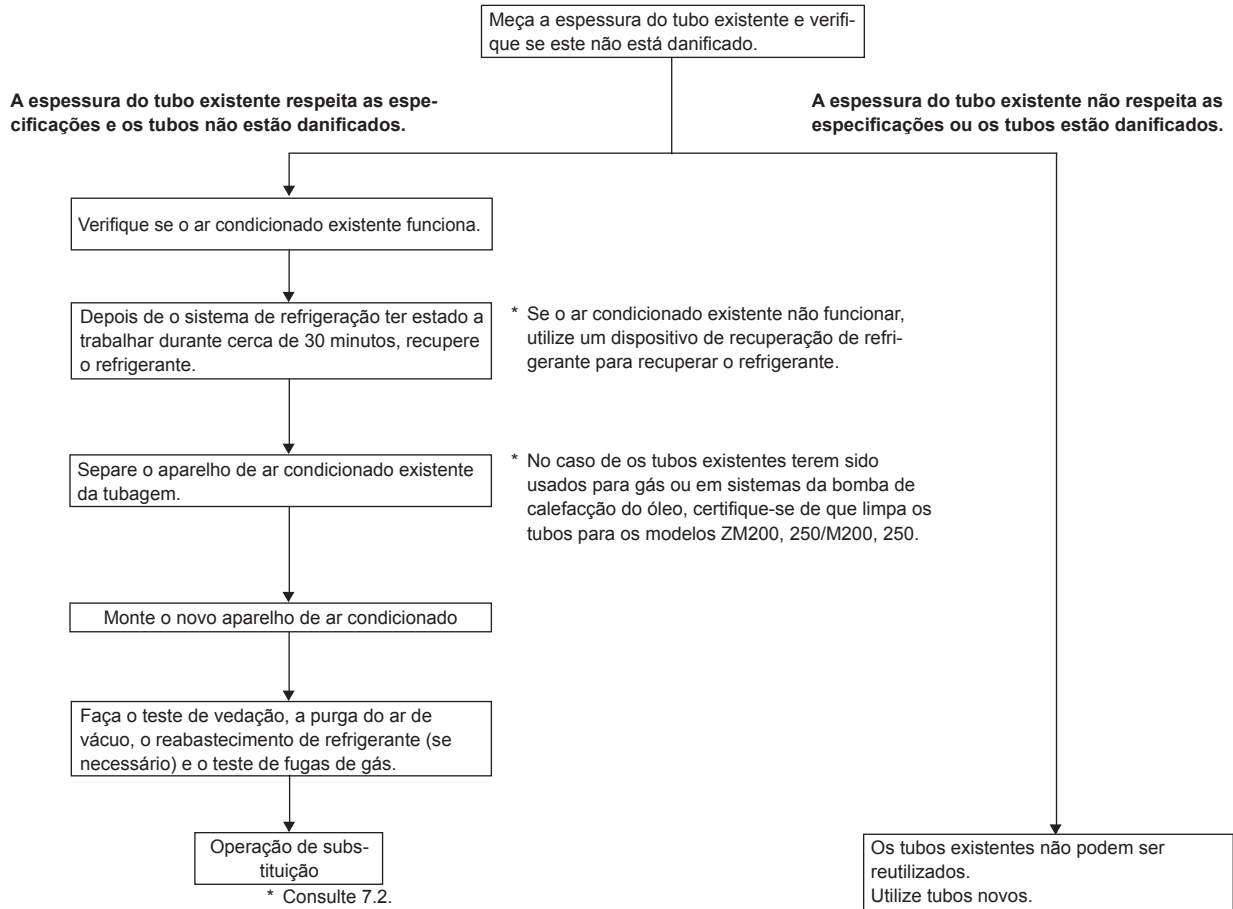 Meça a espessura do tubo existente e verifi-
que se este não está danificado.
A espessura do tubo existente respeita as espe-
cificações e os tubos não estão danificados.
A espessura do tubo existente não respeita as
especificações ou os tubos estão danificados.
Verifique se o ar condicionado existente funciona.
Depois de o sistema de refrigeração ter estado a
trabalhar durante cerca de 30 minutos, recupere
o refrigerante.
* Se o ar condicionado existente não funcionar,
utilize um dispositivo de recuperação de refri-
gerante para recuperar o refrigerante.
Separe o aparelho de ar condicionado existente
da tubagem.
* No caso de os tubos existentes terem sido
usados para gás ou em sistemas da bomba de
calefacção do óleo, certifique-se de que limpa os
tubos para os modelos ZM200, 250/M200, 250.
Monte o novo aparelho de ar condicionado
Faça o teste de vedação, a purga do ar de
vácuo, o reabastecimento de refrigerante (se
necessário) e o teste de fugas de gás.
Operação de subs-
tituição
* Consulte 7.2.
Os tubos existentes não podem ser
reutilizados.
Utilize tubos novos.